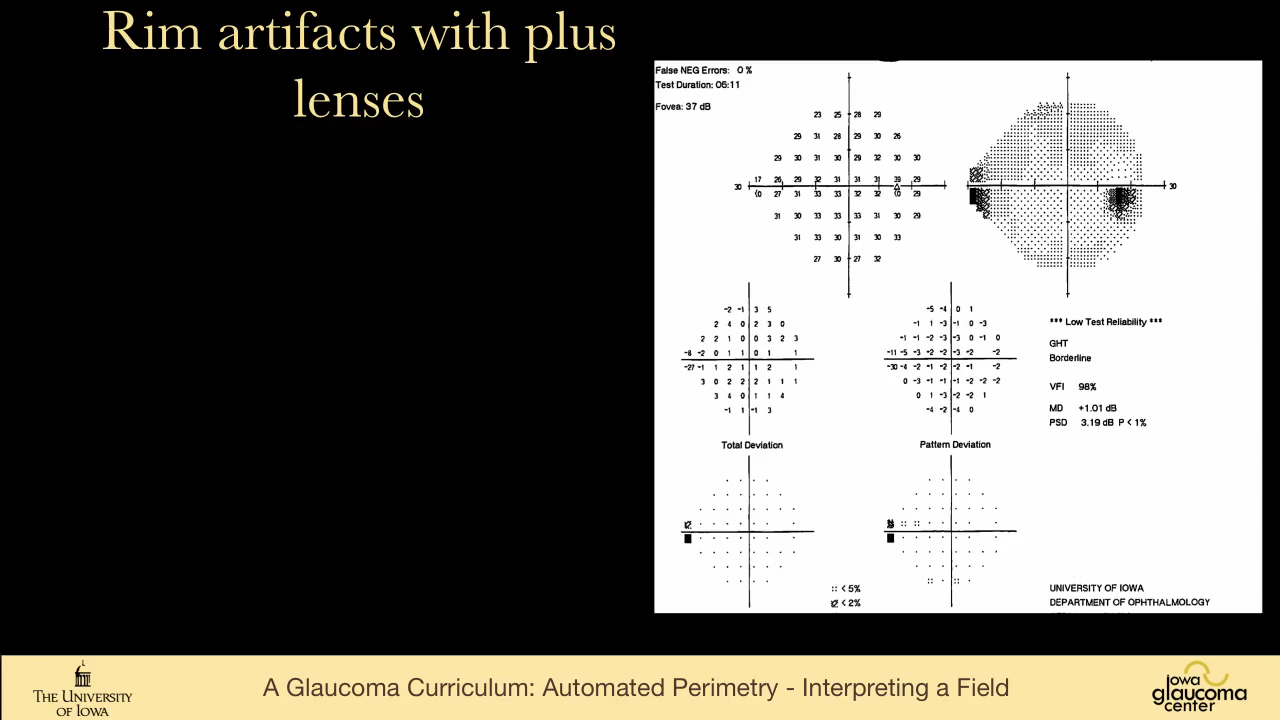 Rim artifacts with plus
lenses
False NEG Errors: 0 %
Test Duration: 06:11
Fovea: 37 dB
23 25 28 29
29 31 28 29 30 26
29 30 31 30 29 32 30 30
17 26 29 32 31 31 31 39 29
30
30
<0 27 31 33 33 32 32 <0 29
31 30 33 33 33 31 30 29
31 33 30 31 30 33
27 30 27 32
-2 -1 3 5
2 4 0 2 3 0
2 2 1 0 0 3 2 3
-8 -2 0 1 1 0 1 1
-27 -1 1 2 1 1 2 1
3 0 2 2 2 1 1 1
3 4 0 1 1 4
-1 1 -1 3
-5 -4 0 1
-1 1 -3 -1 0 -3
-1 -1 -2 -3 -3 0 -1 0
-11 -5 -3 -2 -2 -3 -2 -2
-30 -4 -2 -1 -2 -2 -1 -2
0 -3 -1 -1 -1 -2 -2 -2
0 1 -3 -2 -2 1
-4 -2 -4 0
*** Low Test Reliability ***
GHT
Borderline
VFI 98%
MD +1.01 dB
PSD 3.19 dB P < 1%
Total Deviation
Pattern Deviation
< 5%
< 2%
UNIVERSITY OF IOWA
DEPARTMENT OF OPHTHALMOLOGY
THE UNIVERSITY
OF IOWA
A Glaucoma Curriculum: Automated Perimetry - Interpreting a Field
iowa
glaucoma
center